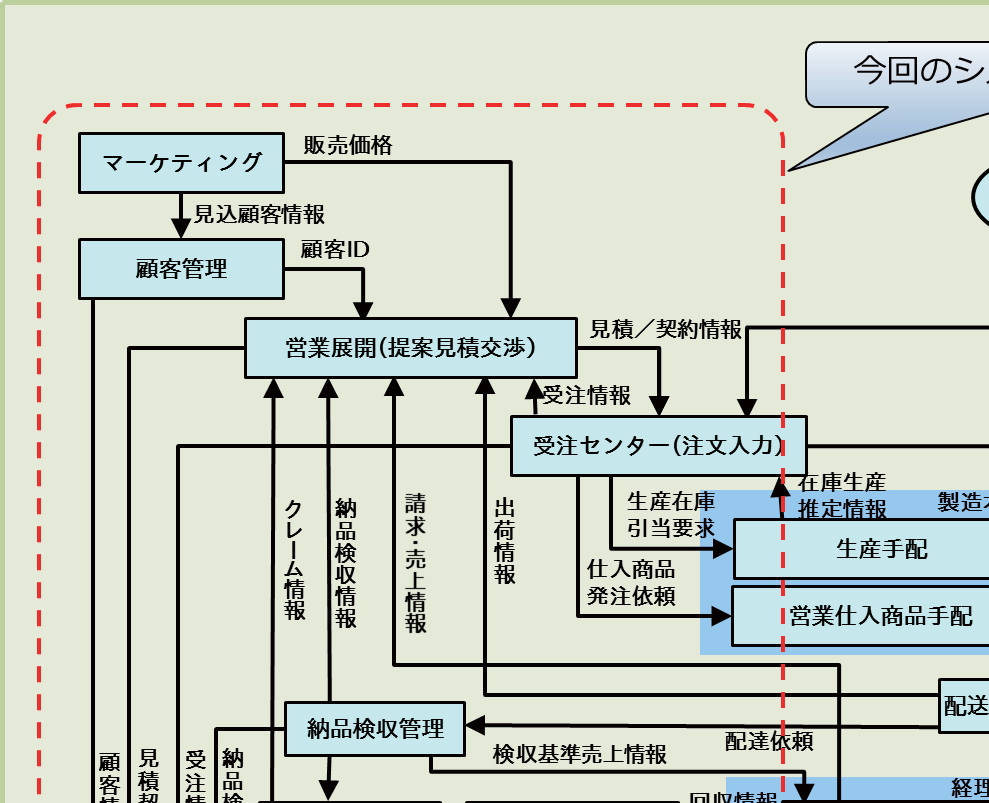 今回のシ
マーケティング
販売価格
見込顧客情報
顧客管理
顧客ID
営業展開(提案見積交渉)
見積／契約情報
受注情報
受注センター(注文入力)
在庫生産
推定情報
製造
生産在庫
引当要求
生産手配
仕入商品
発注依頼
営業仕入商品手配
クレーム情報
納品検収情報
請求・売上情報
出荷情報
配送
納品検収管理
配達依頼
検収基準売上情報
顧客情
見積契
受注情
納品検
回収情報
経理